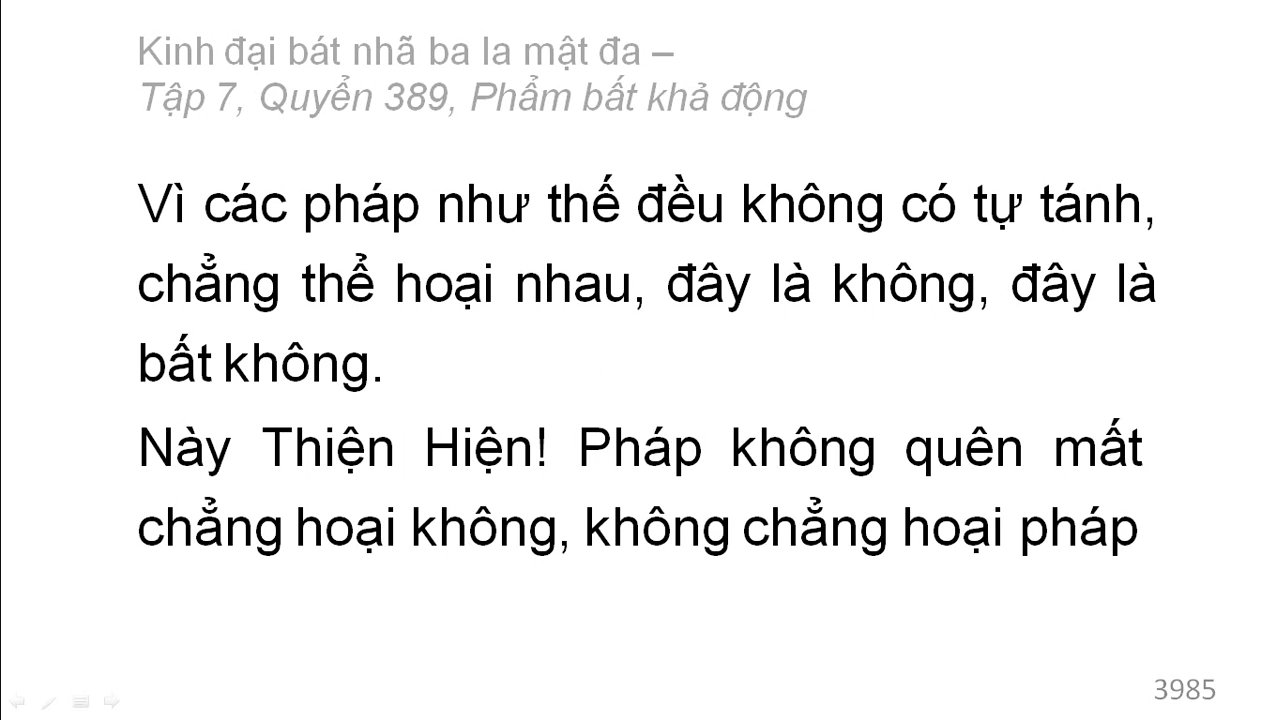 Kinh đại bát nhã ba la mật đa –
Tập 7, Quyển 389, Phẩm bất khả động
Vì các pháp như thế đều không có tự tánh,
chẳng thể hoại nhau, đây là không, đây là
bất không.
Này Thiện Hiện! Pháp không quên mất
chẳng hoại không, không chẳng hoại pháp
3985